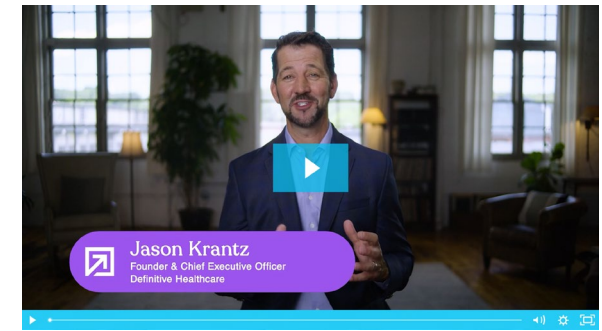 Jason Krantz
Founder & Chief Executive Officer
Definitive Healthcare